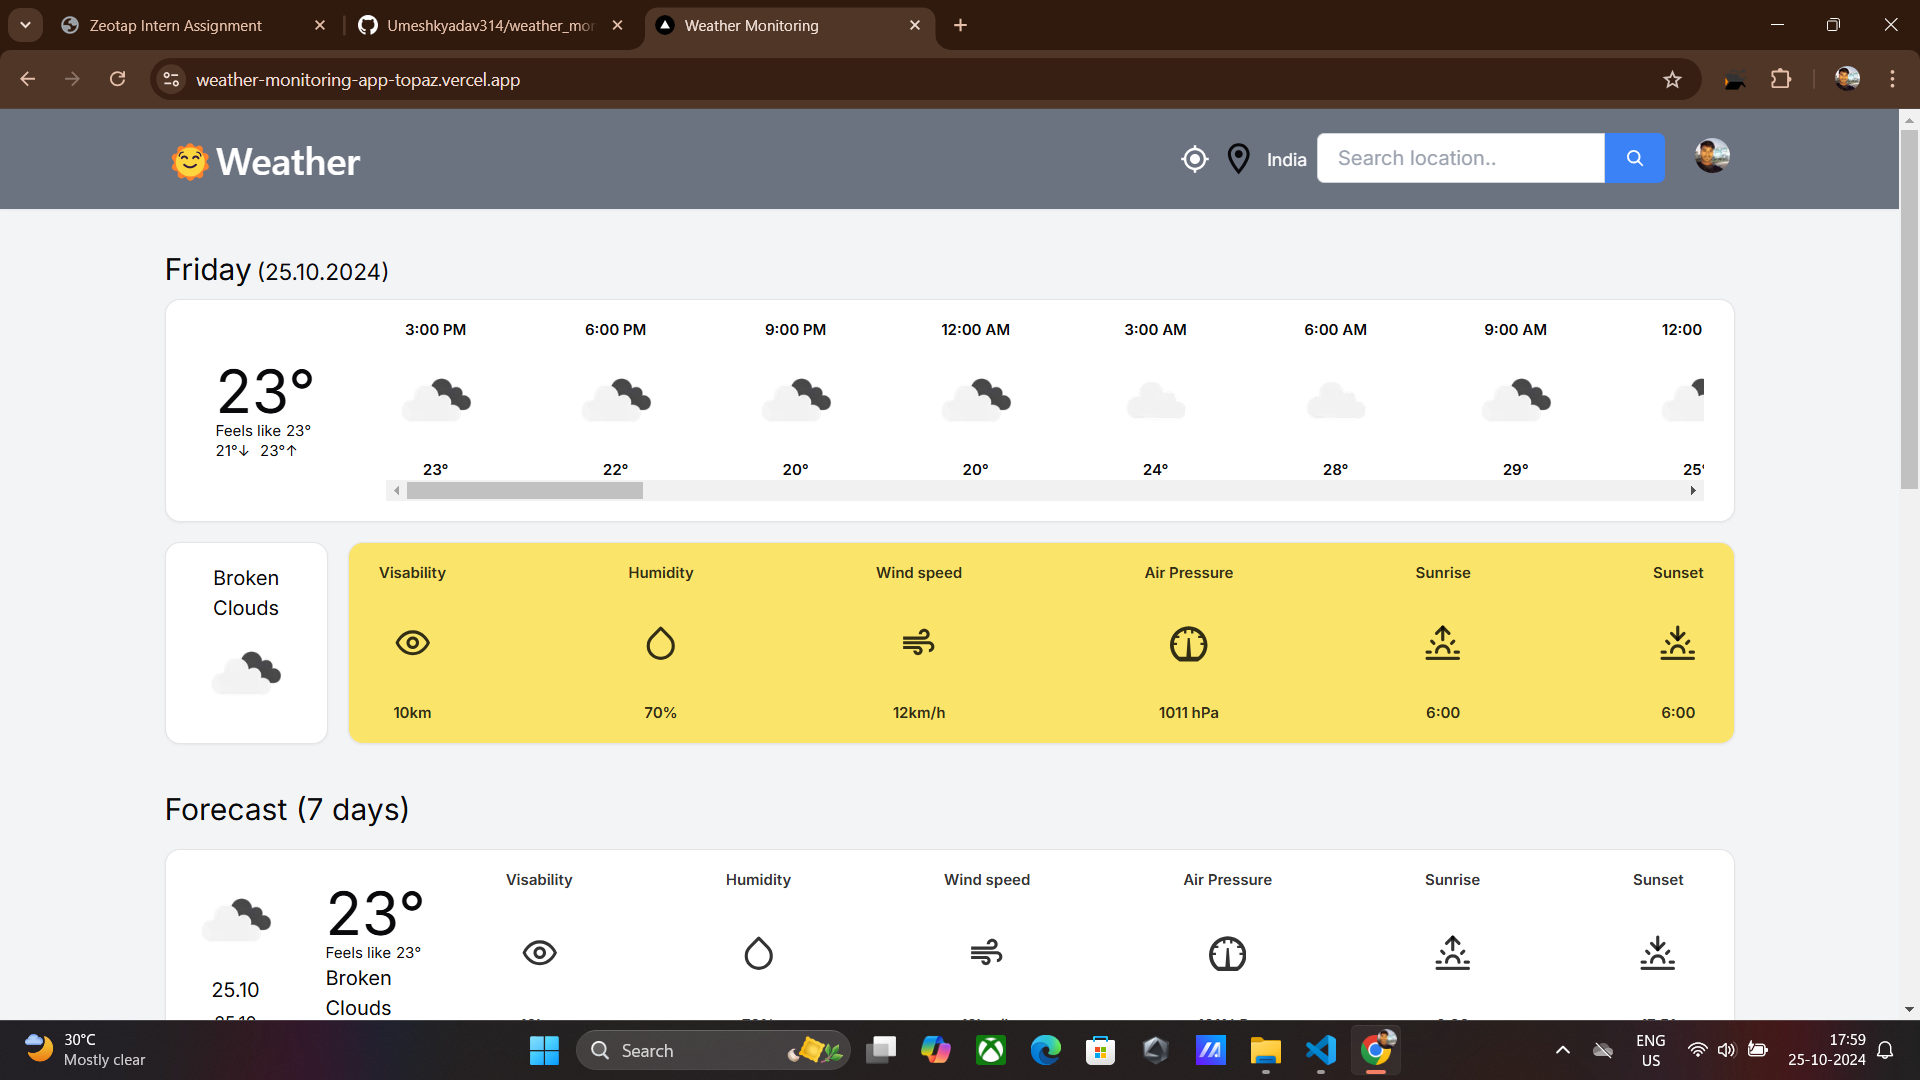 Zeotap Intern Assignment
Umeshkyadav314/weather_mor
Weather Monitoring
weather-monitoring-app-topaz.vercel.app
Weather
India
Search location..
Friday (25.10.2024)
3:00 PM 6:00 PM 9:00 PM 12:00 AM 3:00 AM 6:00 AM 9:00 AM 12:00
23°
Feels like 23°
21°↓ 23°↑
23° 22° 20° 20° 24° 28° 29° 25°
Broken
Clouds
Visability Humidity Wind speed Air Pressure Sunrise Sunset
10km 70% 12km/h 1011 hPa 6:00 6:00
Forecast (7 days)
Visability Humidity Wind speed Air Pressure Sunrise Sunset
23°
Feels like 23°
Broken
Clouds
25.10
30°C
Mostly clear
Search
ENG
US
17:59
25-10-2024